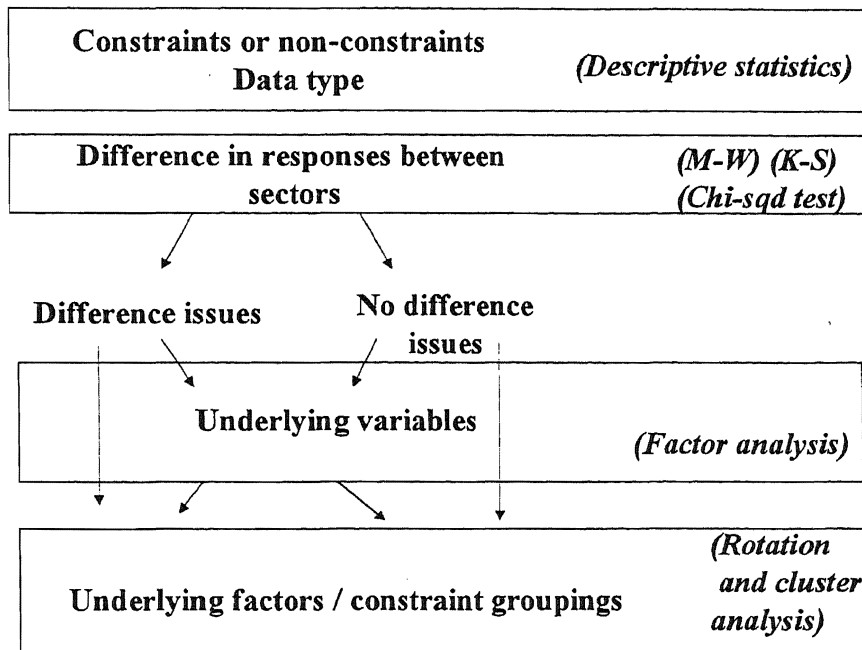 Constraints or non-constraints
Data type
(Descriptive statistics)
Difference in responses between
sectors
(M-W) (K-S)
(Chi-sqd test)
Difference issues
No difference
issues
Underlying variables
(Factor analysis)
Underlying factors / constraint groupings
(Rotation
and cluster
analysis)